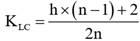 K_LC = (h×(n−1)+2)/(2n)